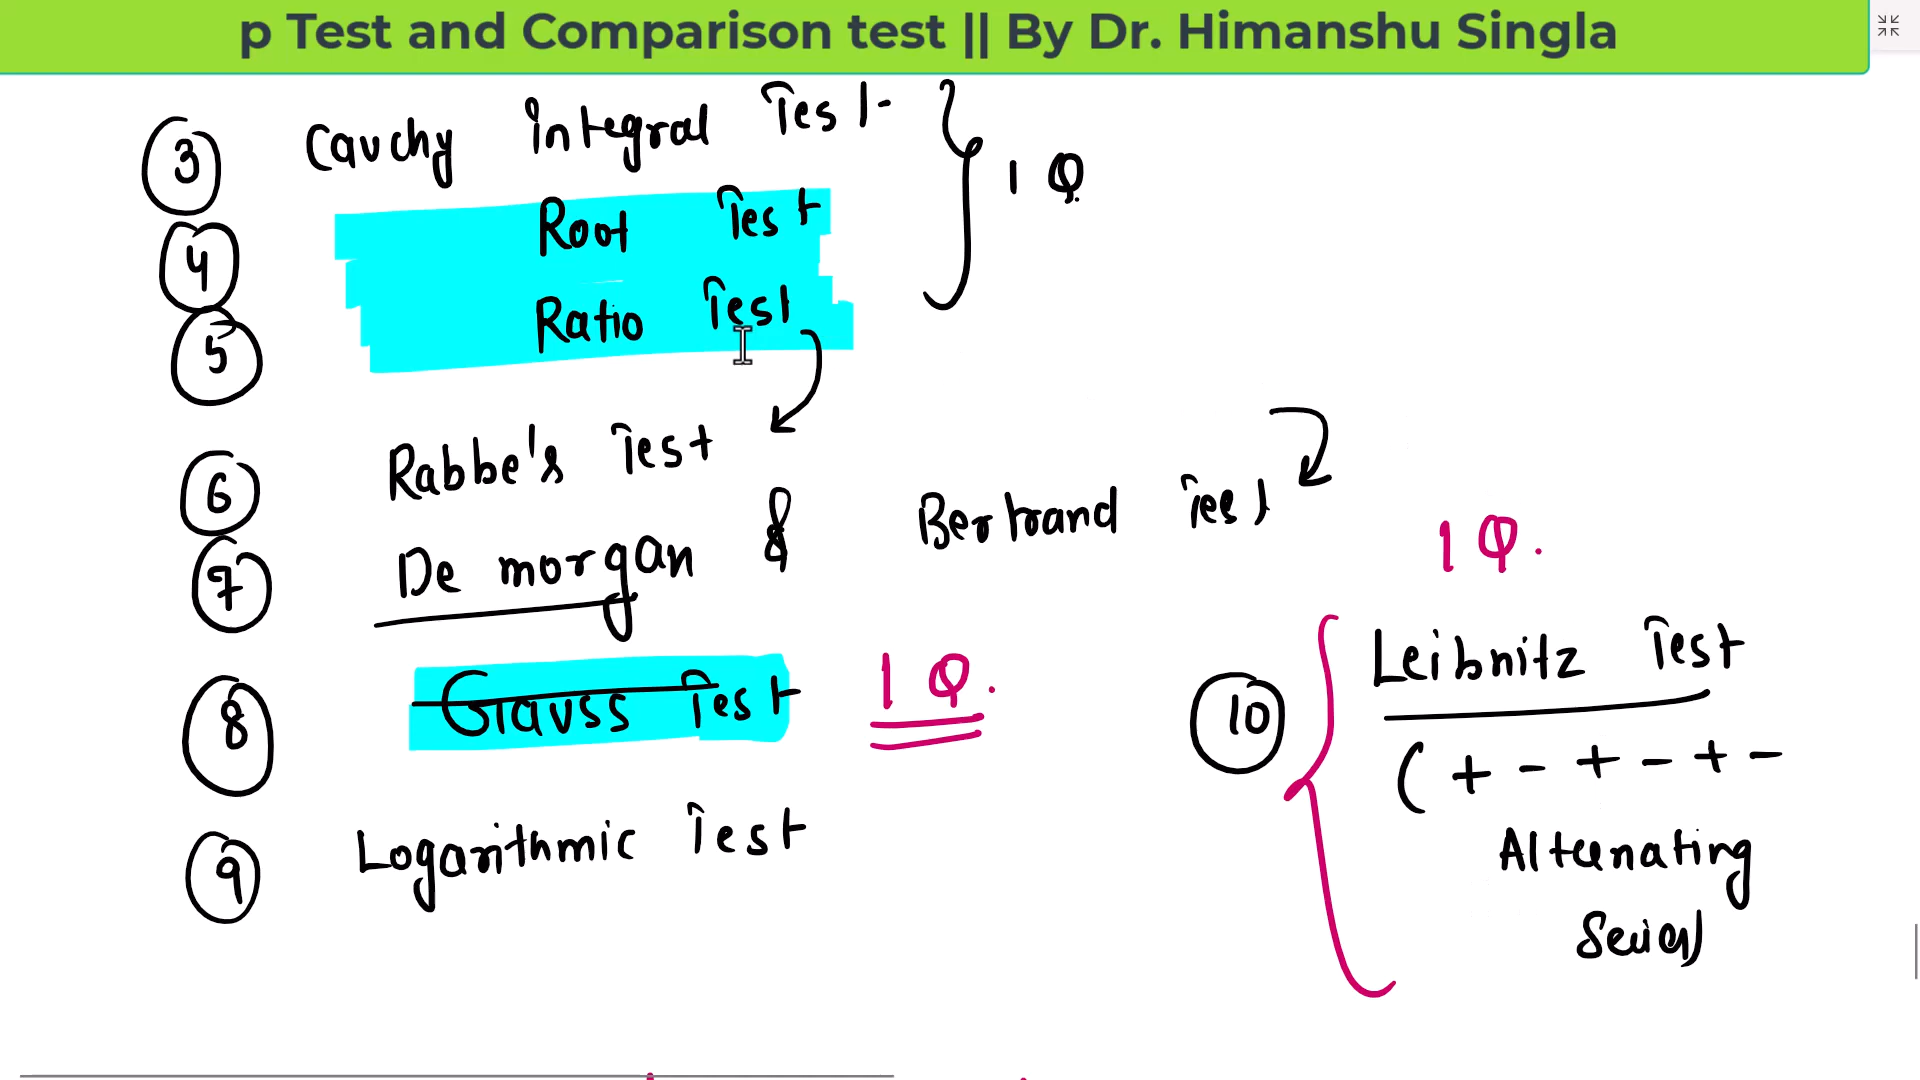 p Test and Comparison test || By Dr. Himanshu Singla
3 Cauchy integral Test
1 Q.
4 Root Test
5 Ratio Test
6 Rabbe's Test
7 De morgan & Bertrand Test
1 Q.
8 Gauss Test 1 Q.
9 Logarithmic Test
10 Leibnitz Test
( + - + - + -
Alternating
Series)